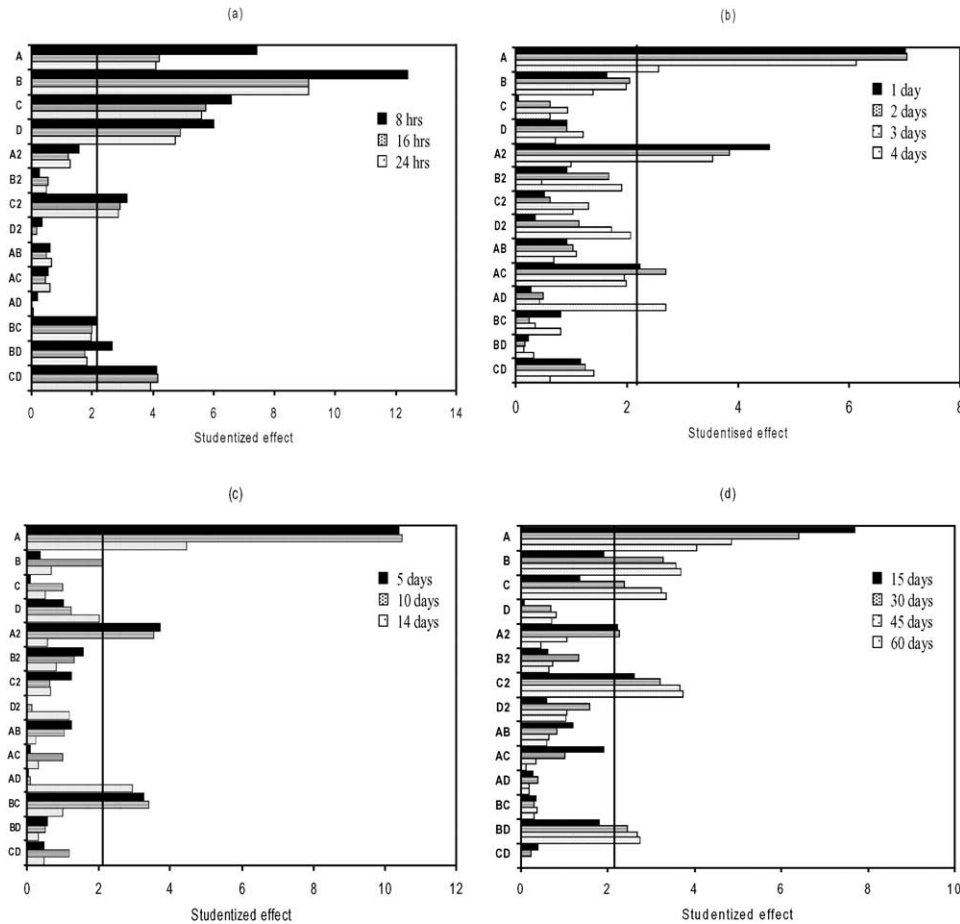 (a)
A
B
C
D
A2
B2
C2
D2
AB
AC
AD
BC
BD
CD
8 hrs
16 hrs
24 hrs
0 2 4 6 8 10 12 14
Studentized effect
(b)
A
B
C
D
A2
B2
C2
D2
AB
AC
AD
BC
BD
CD
1 day
2 days
3 days
4 days
0 2 4 6 8
Studentised effect
(c)
A
B
C
D
A2
B2
C2
D2
AB
AC
AD
BC
BD
CD
5 days
10 days
14 days
0 2 4 6 8 10 12
Studentized effect
(d)
A
B
C
D
A2
B2
C2
D2
AB
AC
AD
BC
BD
CD
15 days
30 days
45 days
60 days
0 2 4 6 8 10
Studentized effect